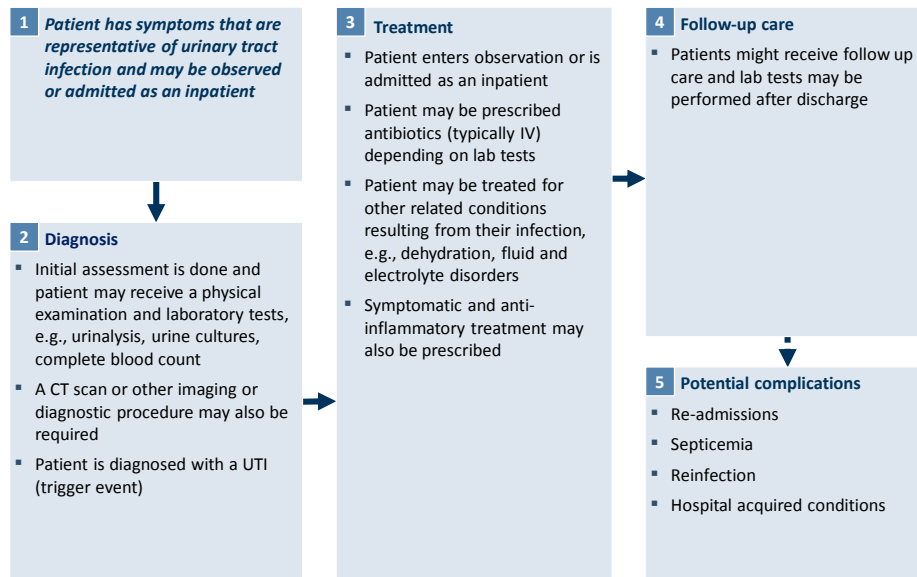 1
Patient has symptoms that are
representative of urinary tract
infection and may be observed
or admitted as an inpatient
2
Diagnosis
▪ Initial assessment is done and
patient may receive a physical
examination and laboratory tests,
e.g., urinalysis, urine cultures,
complete blood count
▪ A CT scan or other imaging or
diagnostic procedure may also be
required
▪ Patient is diagnosed with a UTI
(trigger event)
3
Treatment
▪ Patient enters observation or is
admitted as an inpatient
▪ Patient may be prescribed
antibiotics (typically IV)
depending on lab tests
▪ Patient may be treated for
other related conditions
resulting from their infection,
e.g., dehydration, fluid and
electrolyte disorders
▪ Symptomatic and anti-
inflammatory treatment may
also be prescribed
4
Follow-up care
▪ Patients might receive follow up
care and lab tests may be
performed after discharge
5
Potential complications
▪ Re-admissions
▪ Septicemia
▪ Reinfection
▪ Hospital acquired conditions